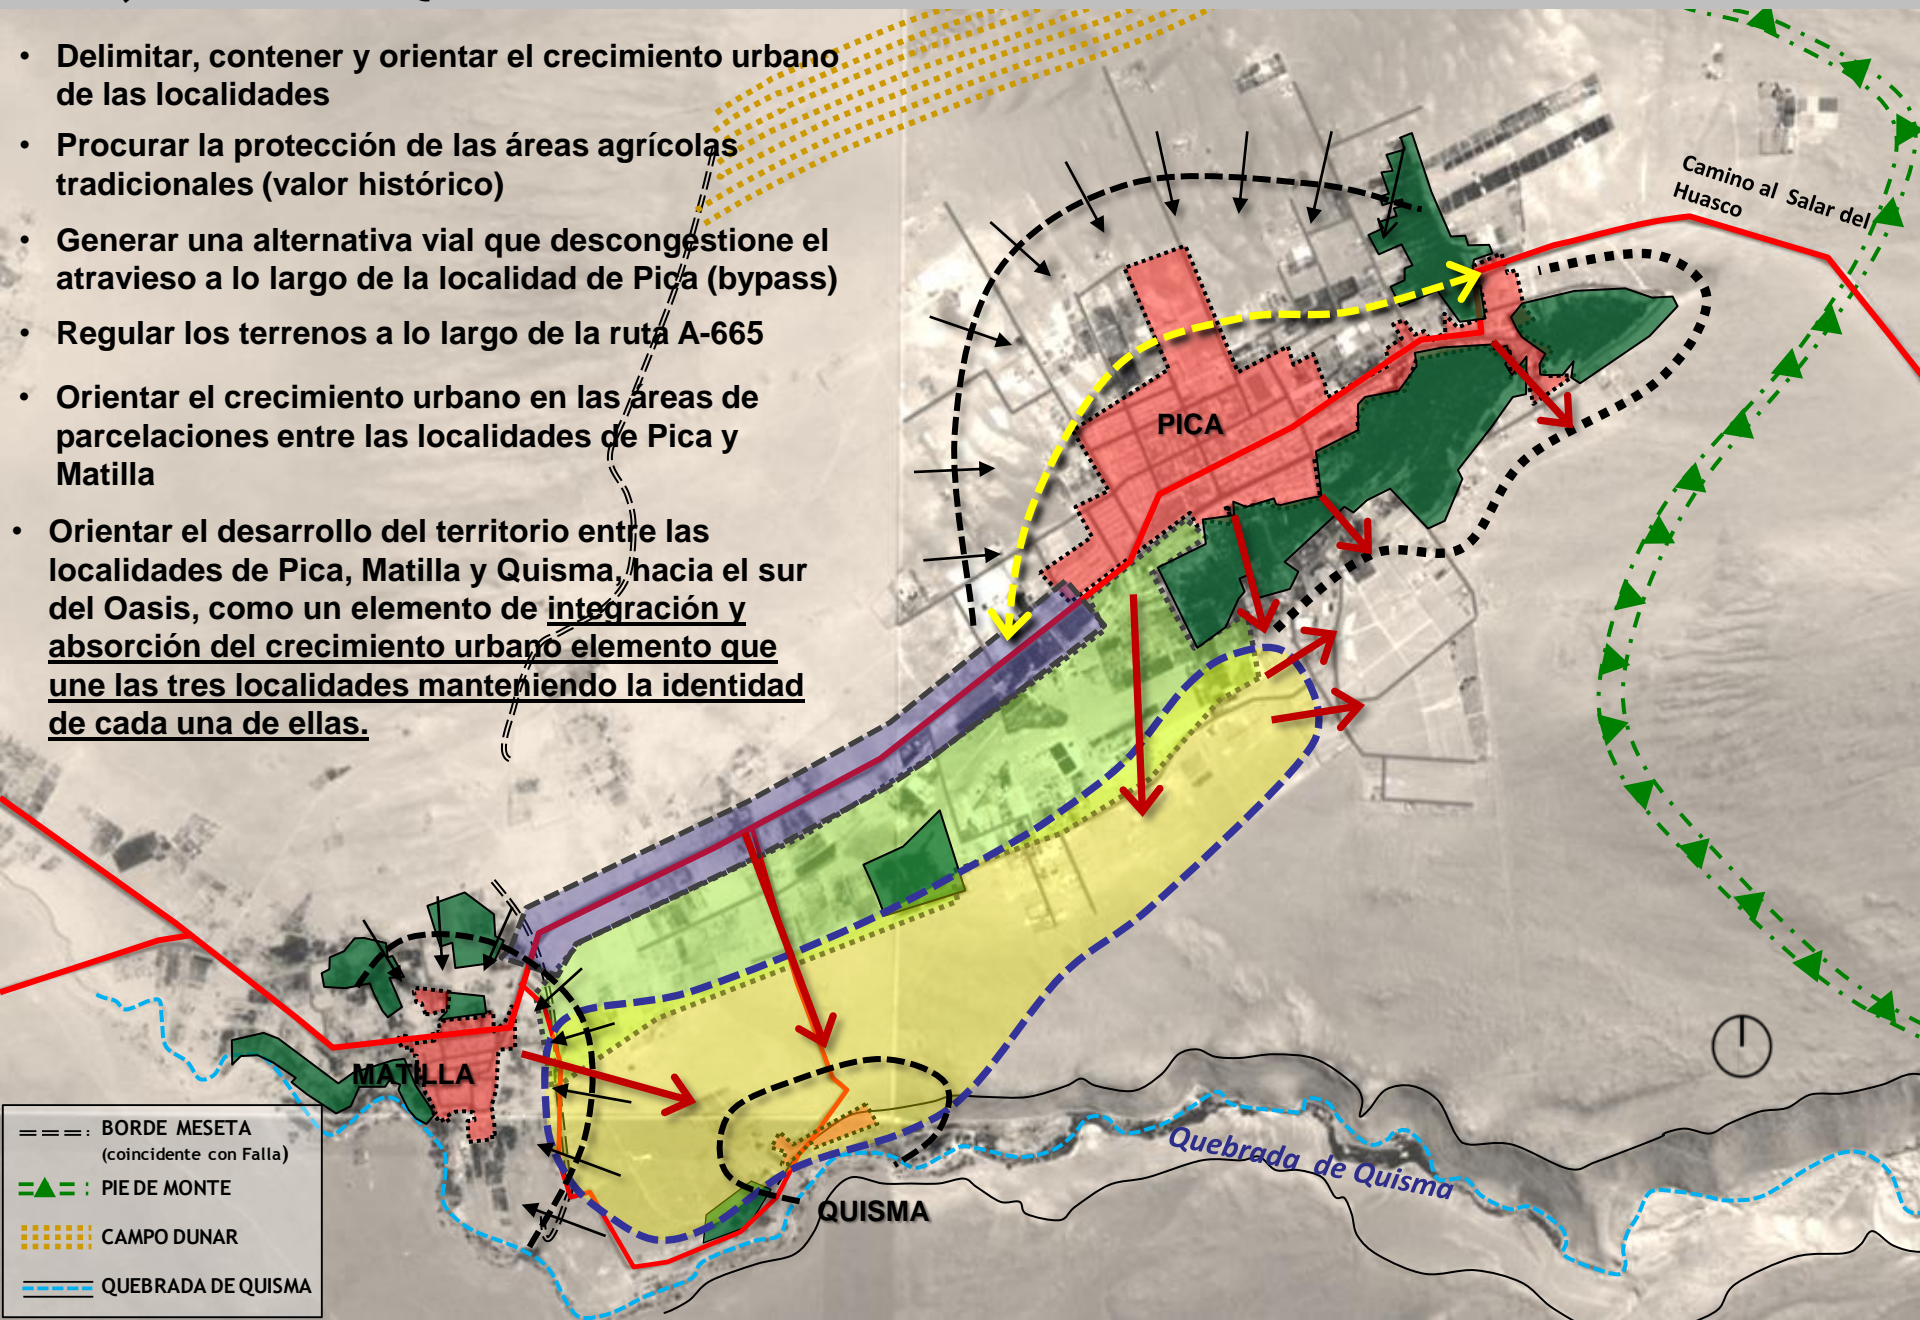 • Delimitar, contener y orientar el crecimiento urbano
de las localidades
• Procurar la protección de las áreas agrícolas
tradicionales (valor histórico)
• Generar una alternativa vial que descongestione el
atravieso a lo largo de la localidad de Pica (bypass)
• Regular los terrenos a lo largo de la ruta A-665
• Orientar el crecimiento urbano en las áreas de
parcelaciones entre las localidades de Pica y
Matilla
• Orientar el desarrollo del territorio entre las
localidades de Pica, Matilla y Quisma, hacia el sur
del Oasis, como un elemento de integración y
absorción del crecimiento urbano elemento que
une las tres localidades manteniendo la identidad
de cada una de ellas.
Camino al Salar del
Huasco
PICA
MATILLA
QUISMA
Quebrada de Quisma
BORDE MESETA
(coincidente con Falla)
PIE DE MONTE
CAMPO DUNAR
QUEBRADA DE QUISMA